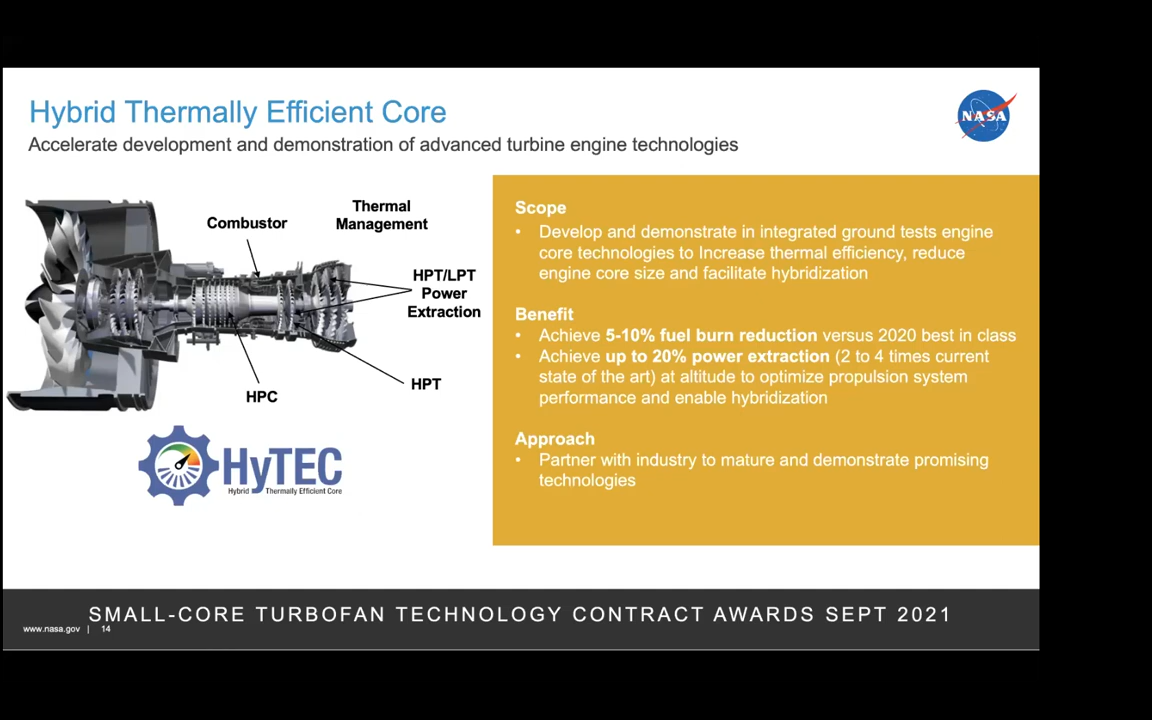 Hybrid Thermally Efficient Core
Accelerate development and demonstration of advanced turbine engine technologies
NASA
Combustor
Thermal
Management
HPT/LPT
Power
Extraction
HPT
HPC
HyTEC
Hybrid Thermally Efficient Core
Scope
• Develop and demonstrate in integrated ground tests engine
core technologies to Increase thermal efficiency, reduce
engine core size and facilitate hybridization
Benefit
• Achieve 5-10% fuel burn reduction versus 2020 best in class
• Achieve up to 20% power extraction (2 to 4 times current
state of the art) at altitude to optimize propulsion system
performance and enable hybridization
Approach
• Partner with industry to mature and demonstrate promising
technologies
SMALL-CORE TURBOFAN TECHNOLOGY CONTRACT AWARDS SEPT 2021
www.nasa.gov | 14